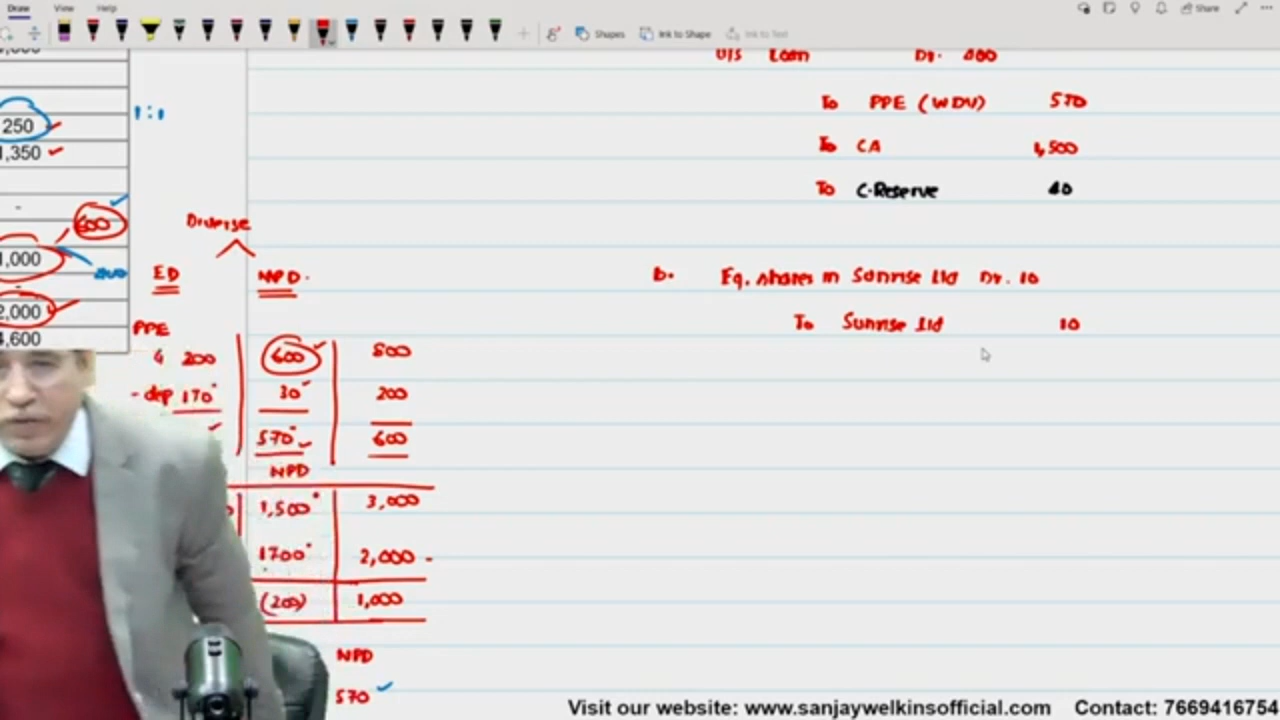 Draw View Help
Share
Shapes
Ink to Shape
Ink to Text
250
1,350
1:1
-
600
1,000
-
2,000
4,600
Diverse
ED
NPD.
PPE
G 200 600 800
- dep 170 30 200
570 600
NPD
1,500 3,000
1700 2,000
(200) 1,000
NPD
570
U/S Loan Dr. 400
To PPE (WDV) 570
To CA 1,500
To C.Reserve 40
b. Eq. shares in Sunrise Ltd Dr. 10
To Sunrise Ltd 10
Visit our website: www.sanjaywelkinsofficial.com Contact: 7669416754